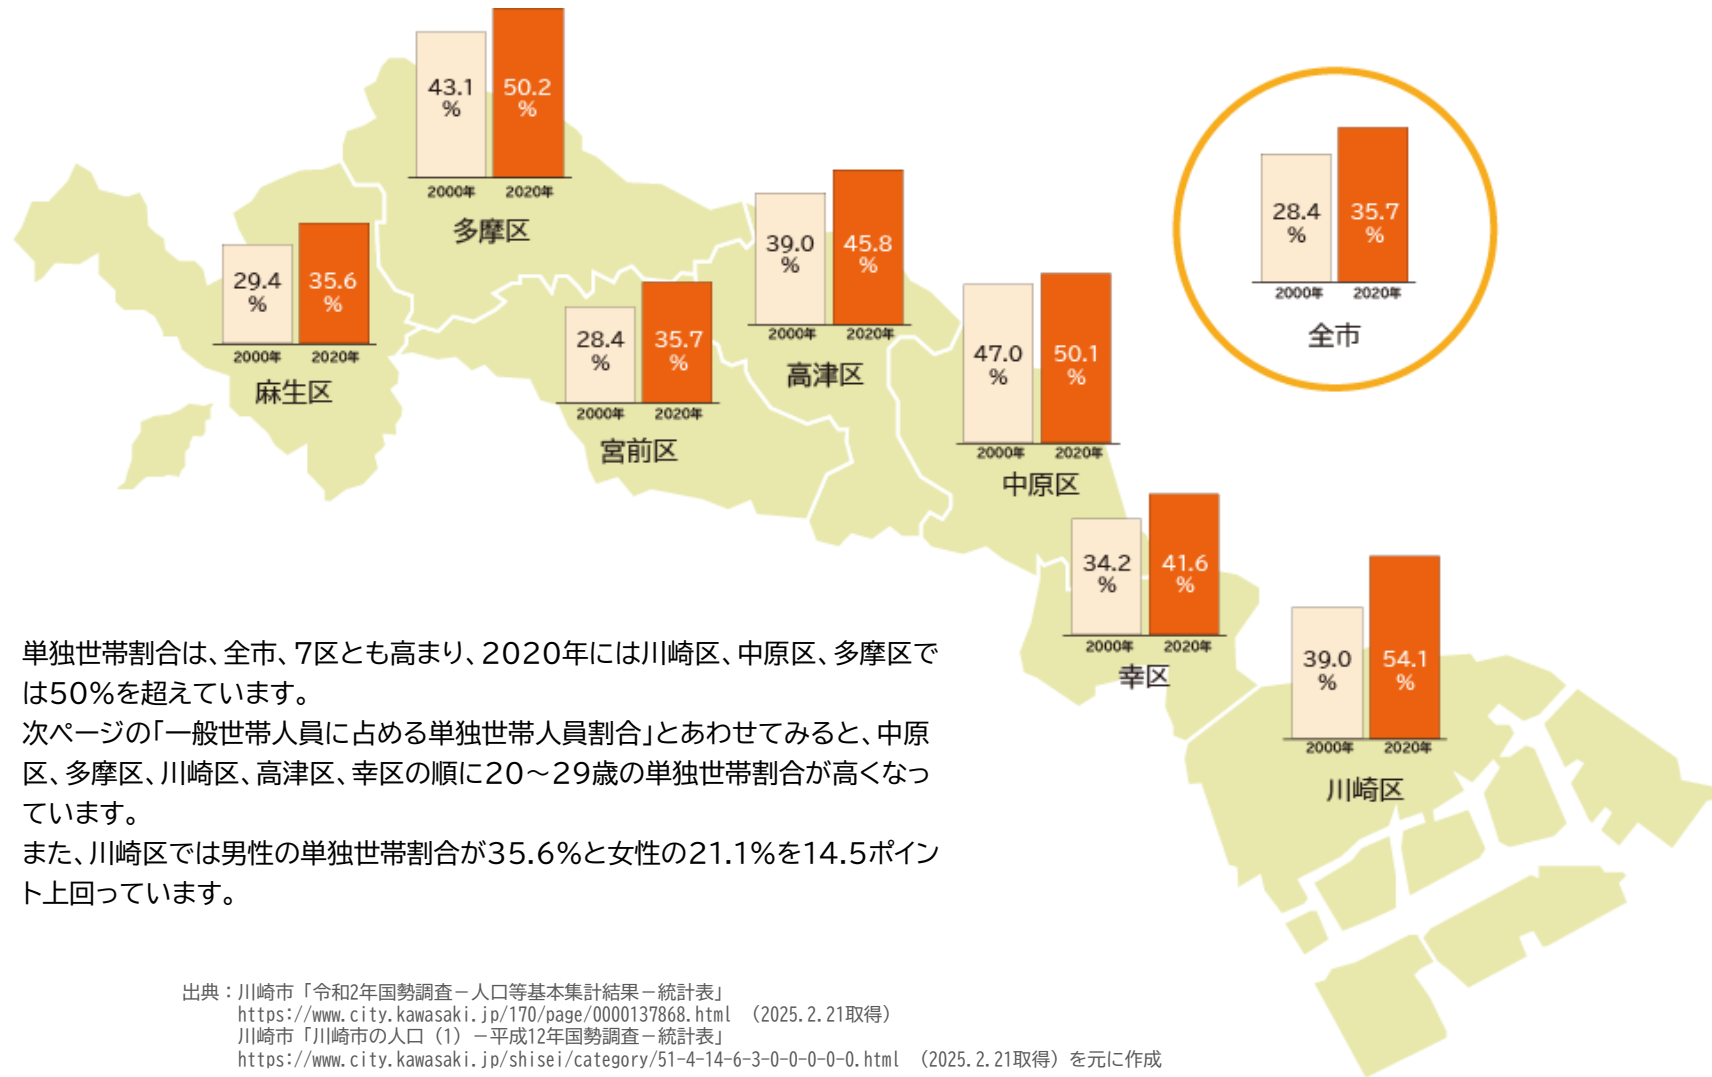 43.1
%
50.2
%
2000年 2020年
多摩区
29.4
%
35.6
%
2000年 2020年
麻生区
28.4
%
35.7
%
2000年 2020年
宮前区
39.0
%
45.8
%
2000年 2020年
高津区
47.0
%
50.1
%
2000年 2020年
中原区
34.2
%
41.6
%
2000年 2020年
幸区
39.0
%
54.1
%
2000年 2020年
川崎区
28.4
%
35.7
%
2000年 2020年
全市
単独世帯割合は、全市、7区とも高まり、2020年には川崎区、中原区、多摩区で
は50%を超えています。
次ページの「一般世帯人員に占める単独世帯人員割合」とあわせてみると、中原
区、多摩区、川崎区、高津区、幸区の順に20～29歳の単独世帯割合が高くなっ
ています。
また、川崎区では男性の単独世帯割合が35.6%と女性の21.1%を14.5ポイン
ト上回っています。
出典：川崎市「令和2年国勢調査－人口等基本集計結果－統計表」
https://www.city.kawasaki.jp/170/page/0000137868.html （2025.2.21取得）
川崎市「川崎市の人口（1）－平成12年国勢調査－統計表」
https://www.city.kawasaki.jp/shisei/category/51-4-14-6-3-0-0-0-0-0.html （2025.2.21取得）を元に作成